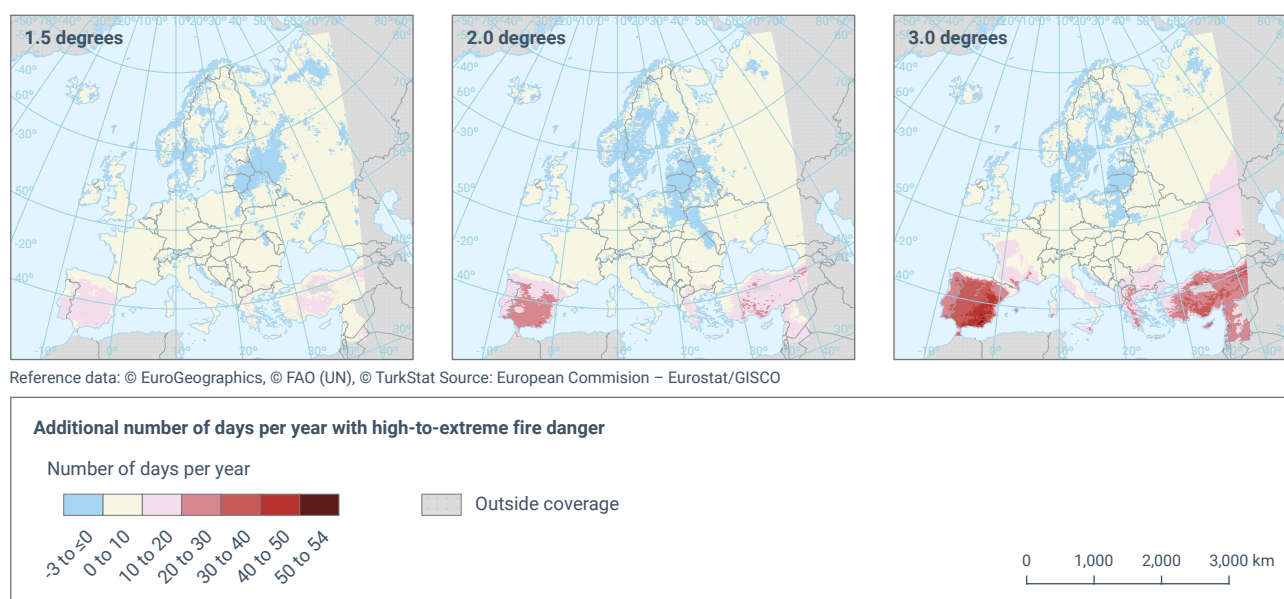 1.5 degrees
2.0 degrees
3.0 degrees
Reference data: © EuroGeographics, © FAO (UN), © TurkStat Source: European Commision – Eurostat/GISCO
Additional number of days per year with high-to-extreme fire danger
Number of days per year
-3 to ≤0
0 to 10
10 to 20
20 to 30
30 to 40
40 to 50
50 to 54
Outside coverage
0 1,000 2,000 3,000 km